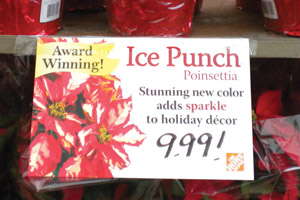 Award
Winning!
Ice Punch
Poinsettia
Stunning new color
adds sparkle
to holiday décor
9.99!